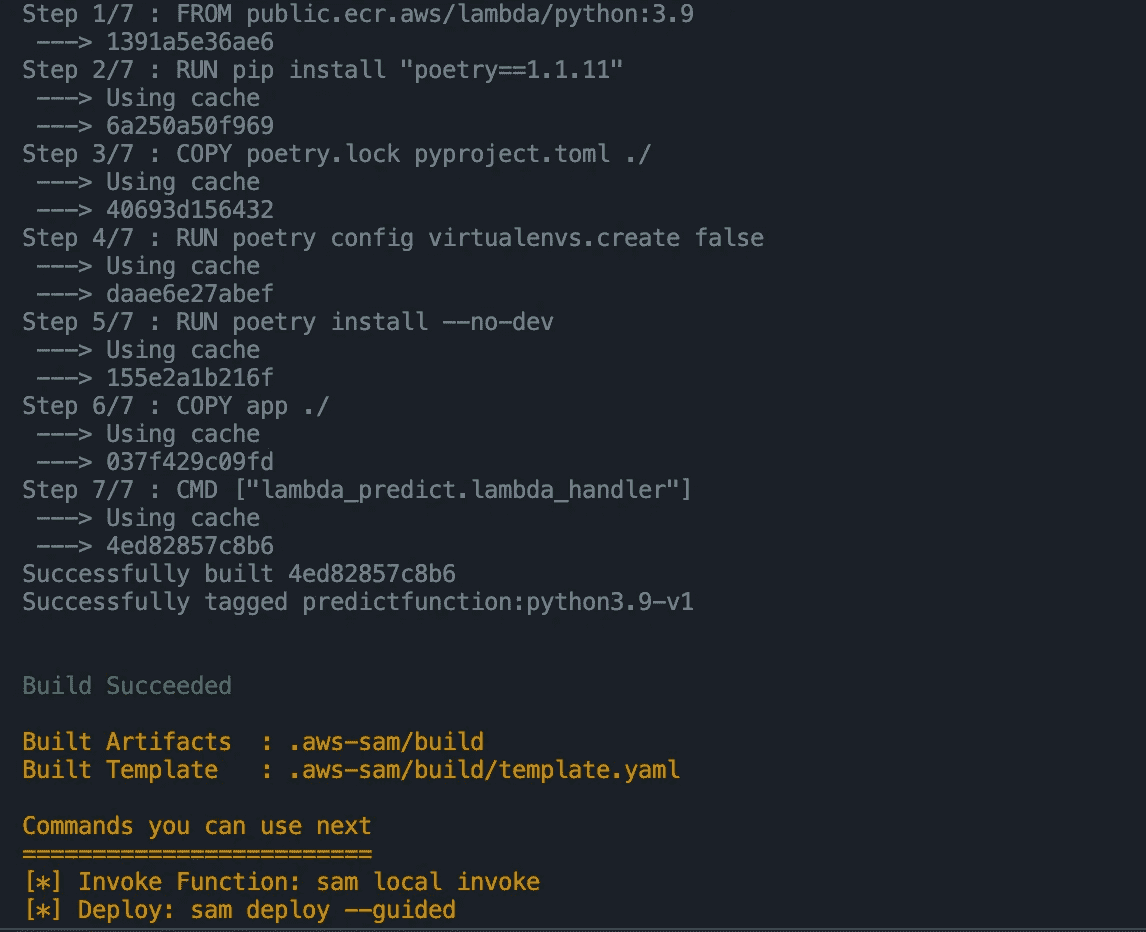 Step 1/7 : FROM public.ecr.aws/lambda/python:3.9
---> 1391a5e36ae6
Step 2/7 : RUN pip install "poetry==1.1.11"
---> Using cache
---> 6a250a50f969
Step 3/7 : COPY poetry.lock pyproject.toml ./
---> Using cache
---> 40693d156432
Step 4/7 : RUN poetry config virtualenvs.create false
---> Using cache
---> daae6e27abef
Step 5/7 : RUN poetry install --no-dev
---> Using cache
---> 155e2a1b216f
Step 6/7 : COPY app ./
---> Using cache
---> 037f429c09fd
Step 7/7 : CMD ["lambda_predict.lambda_handler"]
---> Using cache
---> 4ed82857c8b6
Successfully built 4ed82857c8b6
Successfully tagged predictfunction:python3.9-v1
Build Succeeded
Built Artifacts  : .aws-sam/build
Built Template   : .aws-sam/build/template.yaml
Commands you can use next
=========================
[*] Invoke Function: sam local invoke
[*] Deploy: sam deploy --guided